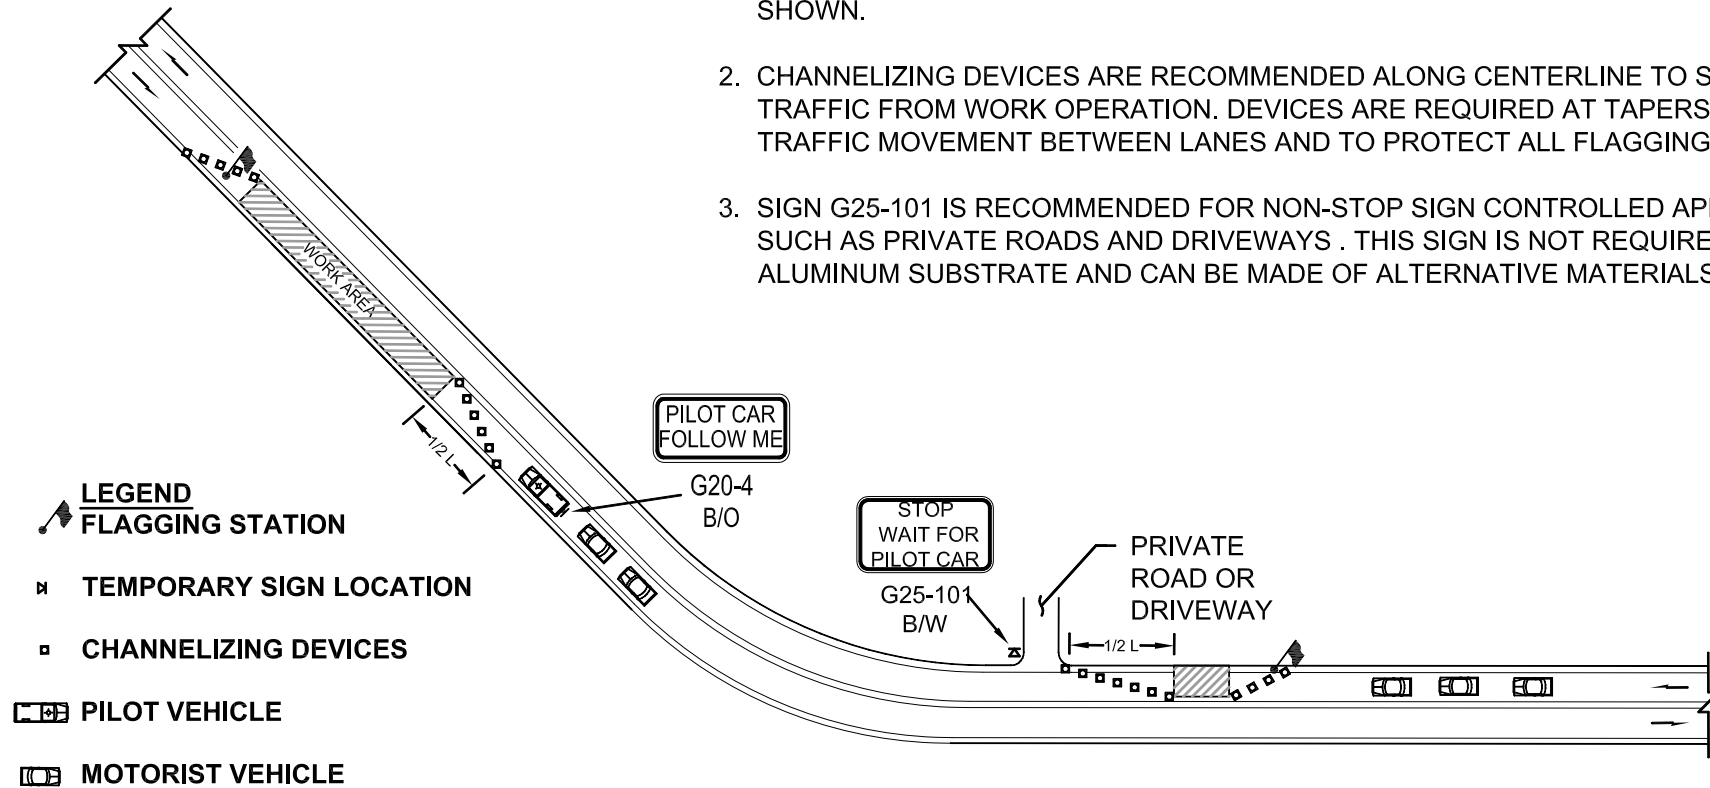 SHOWN.
2. CHANNELIZING DEVICES ARE RECOMMENDED ALONG CENTERLINE TO S
TRAFFIC FROM WORK OPERATION. DEVICES ARE REQUIRED AT TAPERS
TRAFFIC MOVEMENT BETWEEN LANES AND TO PROTECT ALL FLAGGING
3. SIGN G25-101 IS RECOMMENDED FOR NON-STOP SIGN CONTROLLED AP
SUCH AS PRIVATE ROADS AND DRIVEWAYS . THIS SIGN IS NOT REQUIRE
ALUMINUM SUBSTRATE AND CAN BE MADE OF ALTERNATIVE MATERIALS
WORK AREA
1/2 L
PILOT CAR
FOLLOW ME
G20-4
B/O
STOP
WAIT FOR
PILOT CAR
G25-101
B/W
PRIVATE
ROAD OR
DRIVEWAY
1/2 L
LEGEND
FLAGGING STATION
TEMPORARY SIGN LOCATION
CHANNELIZING DEVICES
PILOT VEHICLE
MOTORIST VEHICLE